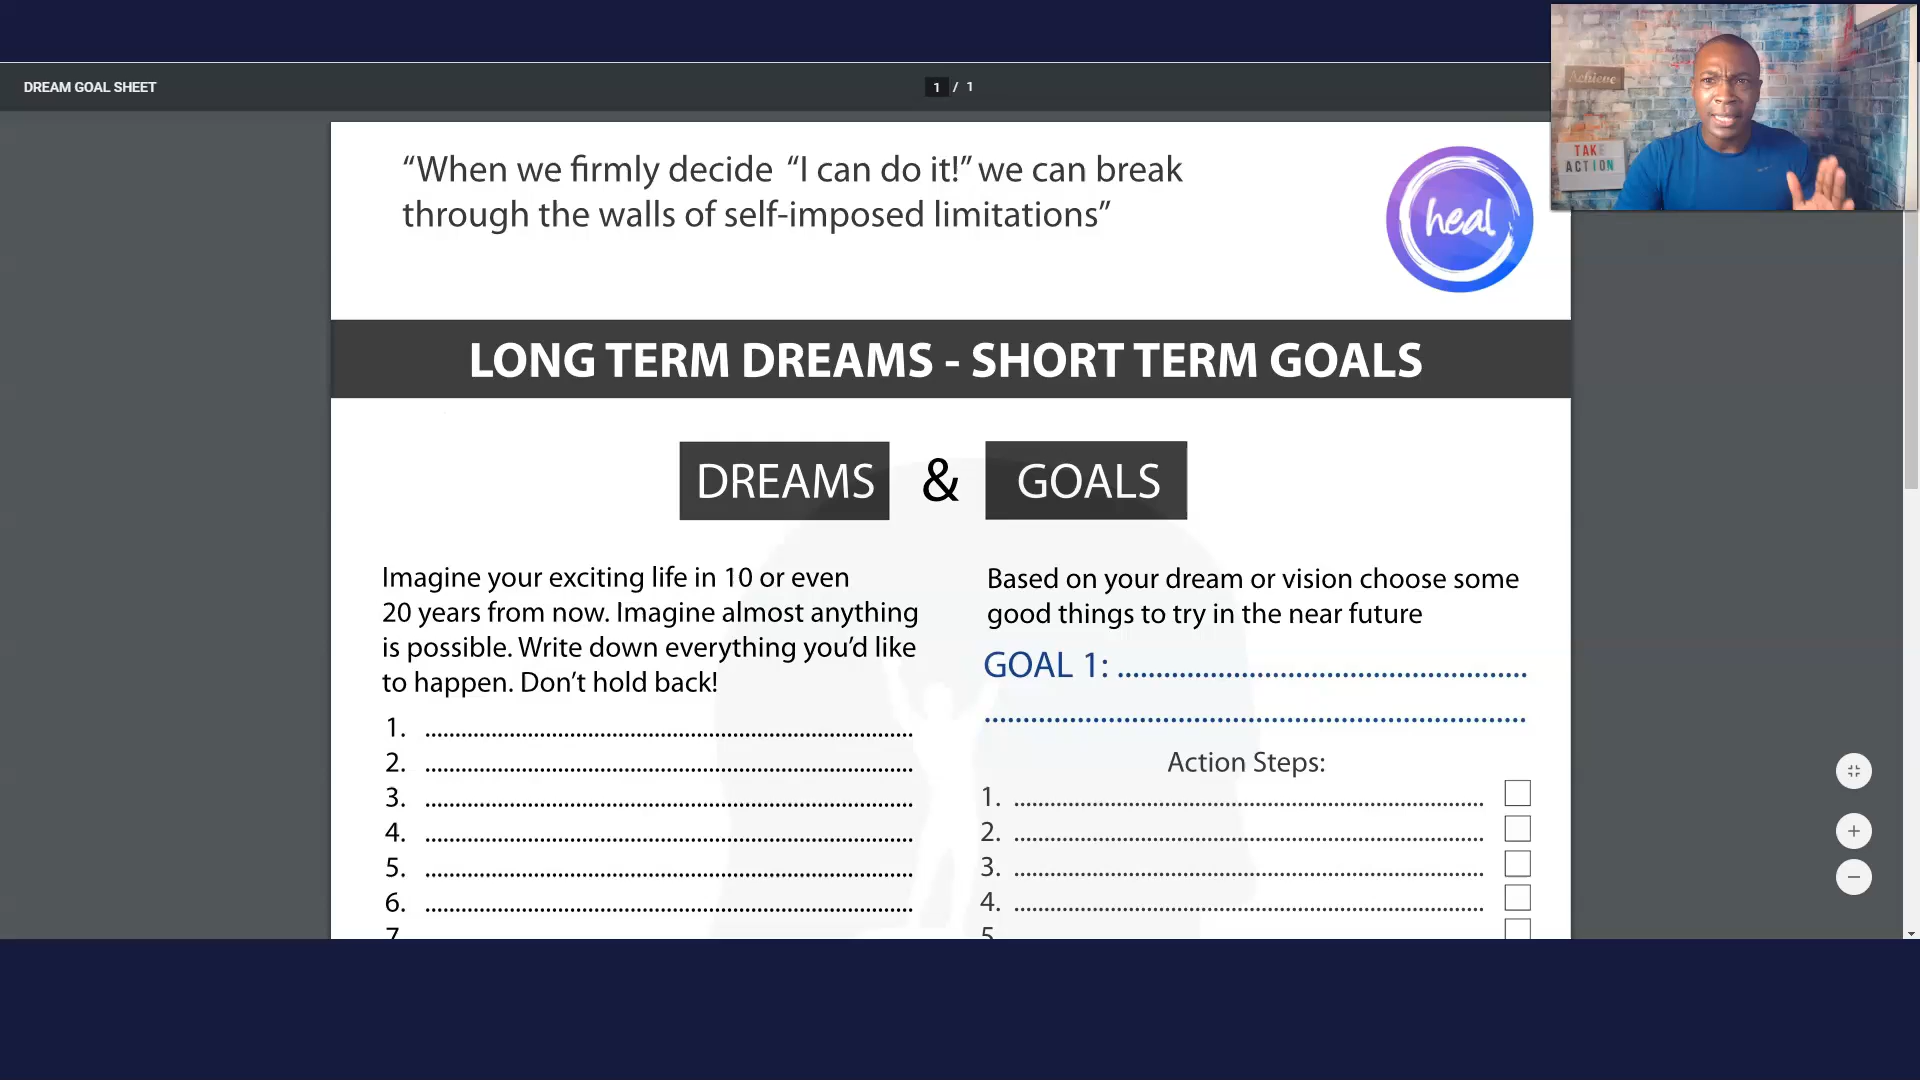 DREAM GOAL SHEET
1 / 1
Achieve
TAKE
ACTION
“When we firmly decide “I can do it!” we can break
through the walls of self-imposed limitations”
heal
LONG TERM DREAMS - SHORT TERM GOALS
DREAMS & GOALS
Imagine your exciting life in 10 or even
20 years from now. Imagine almost anything
is possible. Write down everything you’d like
to happen. Don’t hold back!
1. ................................................................................
2. ................................................................................
3. ................................................................................
4. ................................................................................
5. ................................................................................
6. ................................................................................
7
Based on your dream or vision choose some
good things to try in the near future
GOAL 1: .....................................................
......................................................................
Action Steps:
1. ................................................................................
2. ................................................................................
3. ................................................................................
4. ................................................................................
5